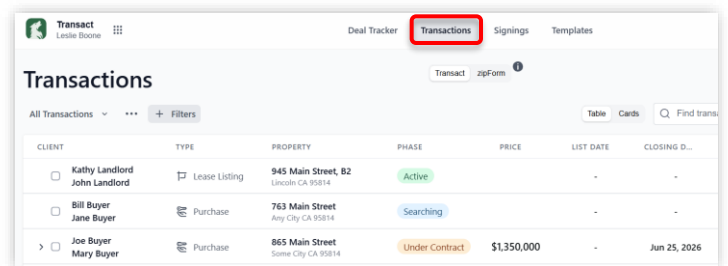 Transact
Leslie Boone
Deal Tracker Transactions Signings Templates
Transactions
Transact zipForm
All Transactions ••• + Filters
Table Cards Find transa
CLIENT TYPE PROPERTY PHASE PRICE LIST DATE CLOSING D...
Kathy Landlord
John Landlord
Lease Listing
945 Main Street, B2
Lincoln CA 95814
Active
- -
Bill Buyer
Jane Buyer
Purchase
763 Main Street
Any City CA 95814
Searching
- -
Joe Buyer
Mary Buyer
Purchase
865 Main Street
Some City CA 95814
Under Contract
$1,350,000
-
Jun 25, 2026